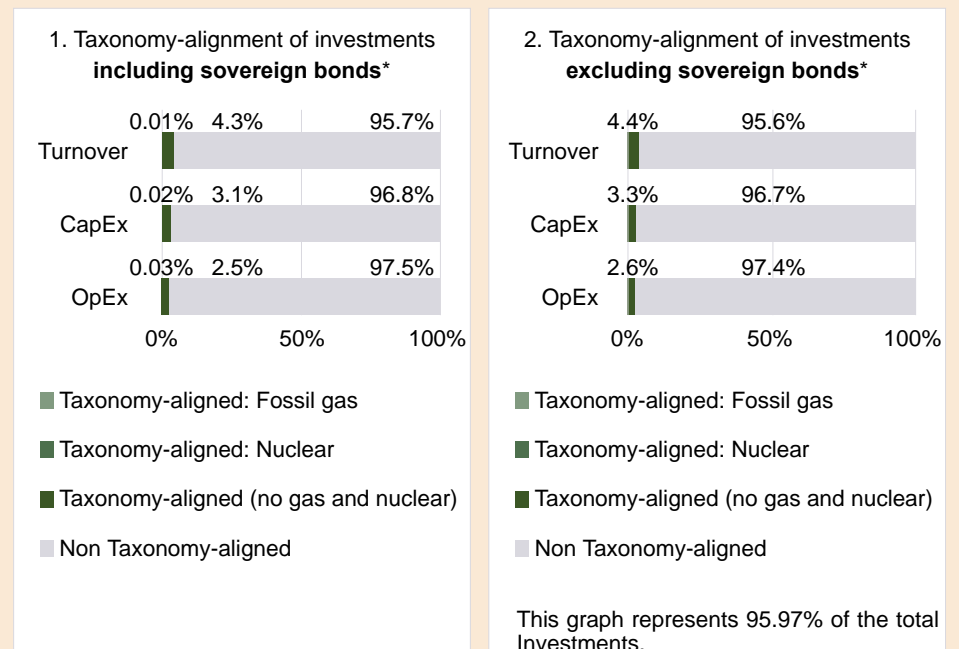 1. Taxonomy-alignment of investments
including sovereign bonds*
0.01% 4.3% 95.7%
Turnover
0.02% 3.1% 96.8%
CapEx
0.03% 2.5% 97.5%
OpEx
0% 50% 100%
Taxonomy-aligned: Fossil gas
Taxonomy-aligned: Nuclear
Taxonomy-aligned (no gas and nuclear)
Non Taxonomy-aligned
2. Taxonomy-alignment of investments
excluding sovereign bonds*
4.4% 95.6%
Turnover
3.3% 96.7%
CapEx
2.6% 97.4%
OpEx
0% 50% 100%
Taxonomy-aligned: Fossil gas
Taxonomy-aligned: Nuclear
Taxonomy-aligned (no gas and nuclear)
Non Taxonomy-aligned
This graph represents 95.97% of the total
Investments.